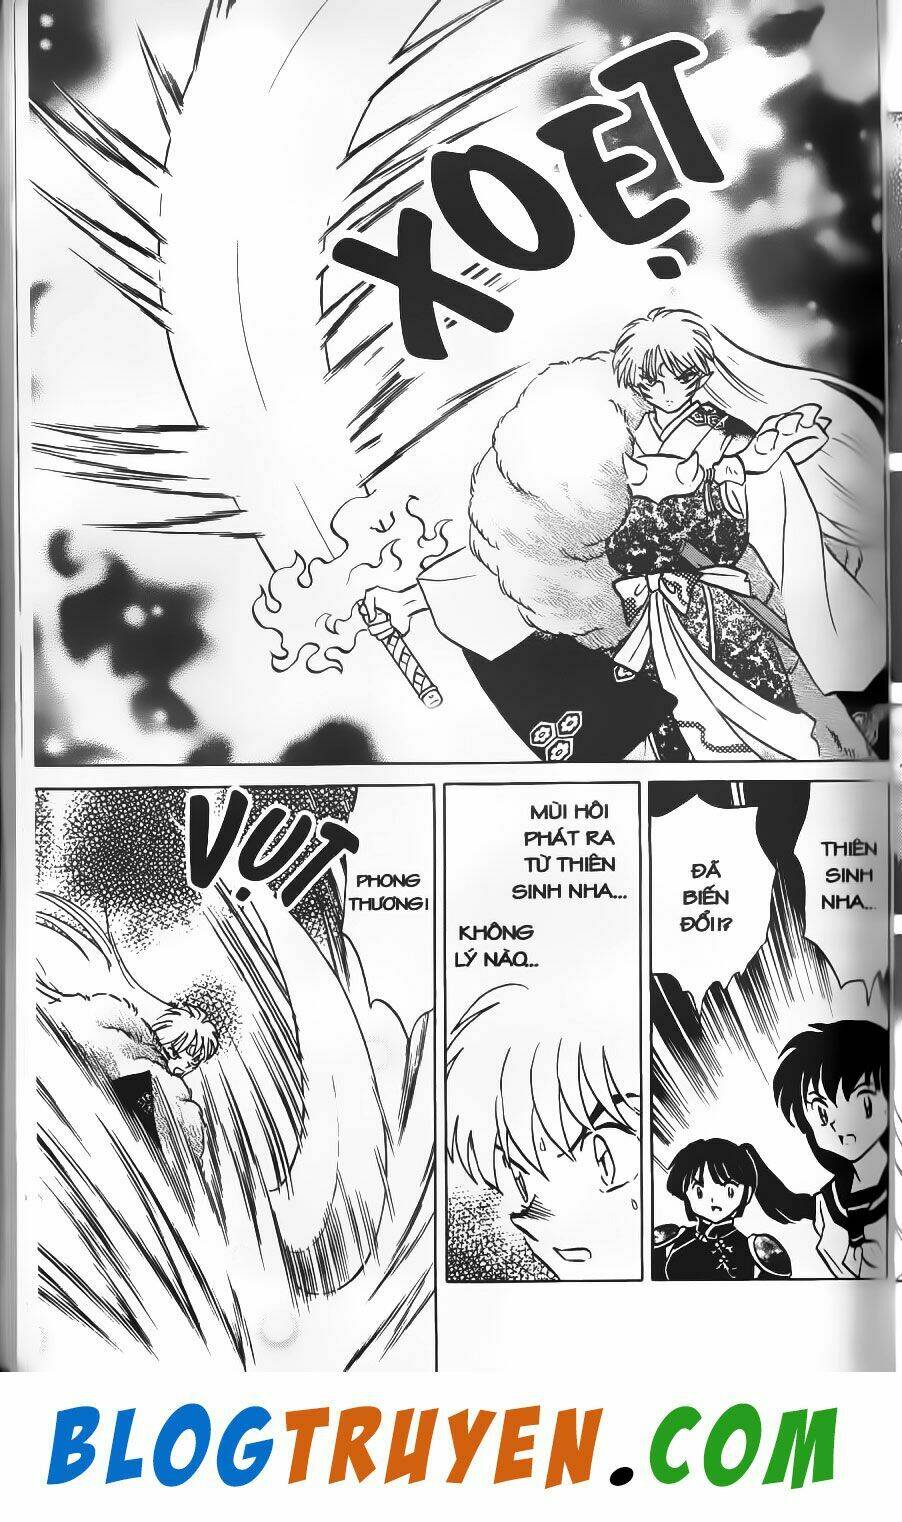 XOẸT
THIÊN
SINH
NHA...
ĐÃ
BIẾN
ĐỔI!?
MÙI HÔI
PHÁT RA
TỪ THIÊN
SINH NHA...
KHÔNG
LÝ NÀO...
PHONG
THƯƠNG!
VỤT
BLOGTRUYEN.COM